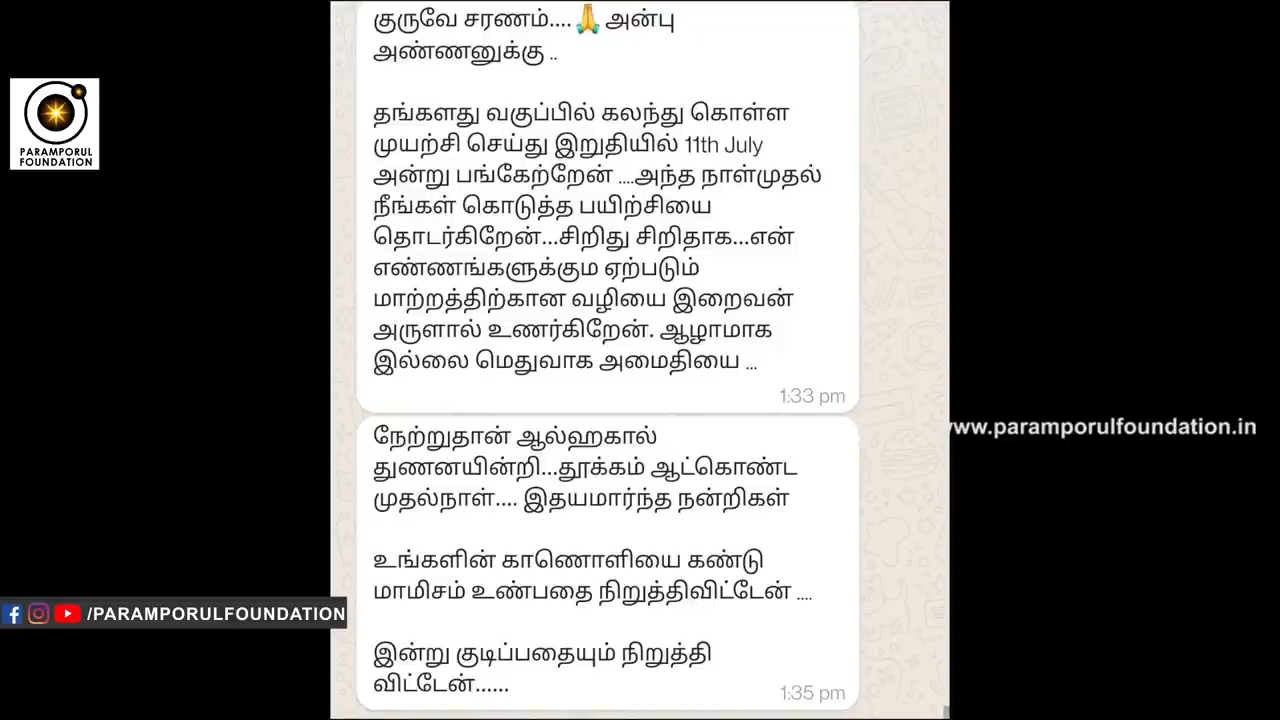 குருவே சரணம்....🙏 அன்பு
அண்ணனுக்கு ..
தங்களது வகுப்பில் கலந்து கொள்ள
முயற்சி செய்து இறுதியில் 11th July
அன்று பங்கேற்றேன் ....அந்த நாள்முதல்
நீங்கள் கொடுத்த பயிற்சியை
தொடர்கிறேன்...சிறிது சிறிதாக...என்
எண்ணங்களுக்கும ஏற்படும்
மாற்றத்திற்கான வழியை இறைவன்
அருளால் உணர்கிறேன். ஆழாமாக
இல்லை மெதுவாக அமைதியை ...
1:33 pm
நேற்றுதான் ஆல்ஹகால்
துணனயின்றி...தூக்கம் ஆட்கொண்ட
முதல்நாள்.... இதயமார்ந்த நன்றிகள்
உங்களின் காணொளியை கண்டு
மாமிசம் உண்பதை நிறுத்திவிட்டேன் ....
இன்று குடிப்பதையும் நிறுத்தி
விட்டேன்......
1:35 pm
PARAMPORUL
FOUNDATION
/PARAMPORULFOUNDATION
www.paramporulfoundation.in